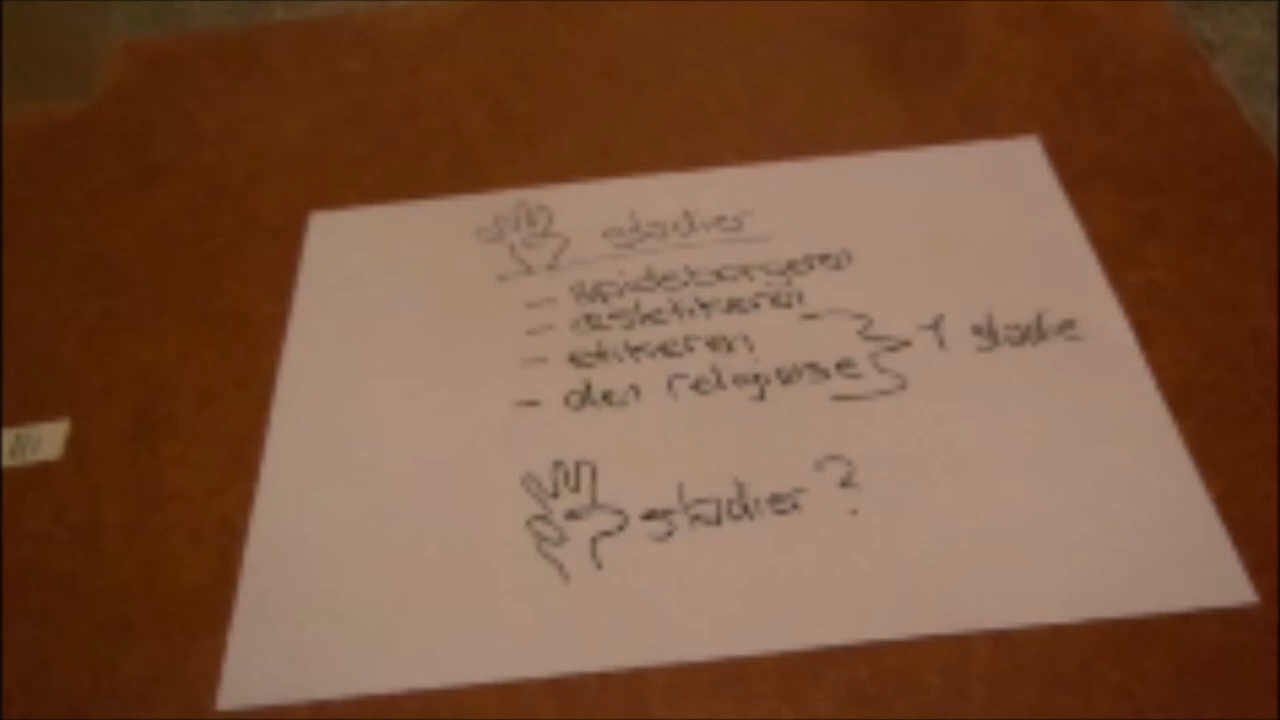 stadier
- spidsborgeren
- æstetikeren
- etikeren
- den religiøse
1 stadie
stadier?